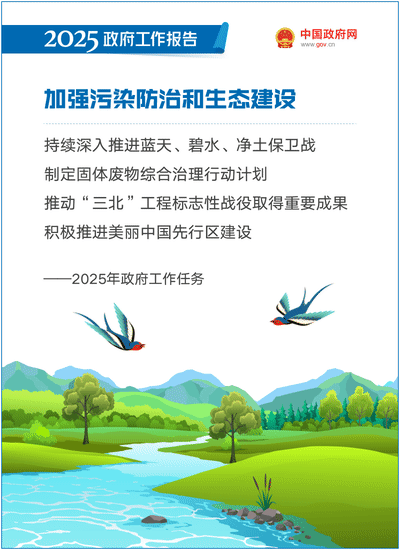 2025政府工作报告
中国政府网
www.gov.cn
加强污染防治和生态建设
持续深入推进蓝天、碧水、净土保卫战
制定固体废物综合治理行动计划
推动“三北”工程标志性战役取得重要成果
积极推进美丽中国先行区建设
——2025年政府工作任务